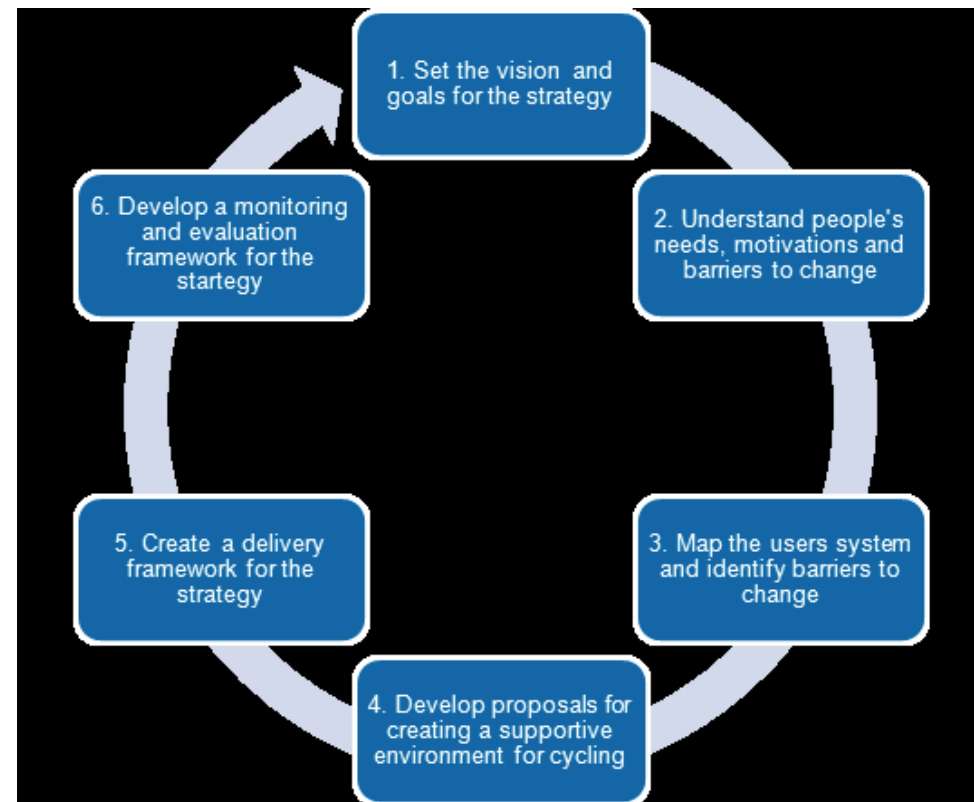 1. Set the vision and
goals for the strategy
2. Understand people's
needs, motivations and
barriers to change
3. Map the users system
and identify barriers to
change
4. Develop proposals for
creating a supportive
environment for cycling
5. Create a delivery
framework for the
strategy
6. Develop a monitoring
and evaluation
framework for the
startegy